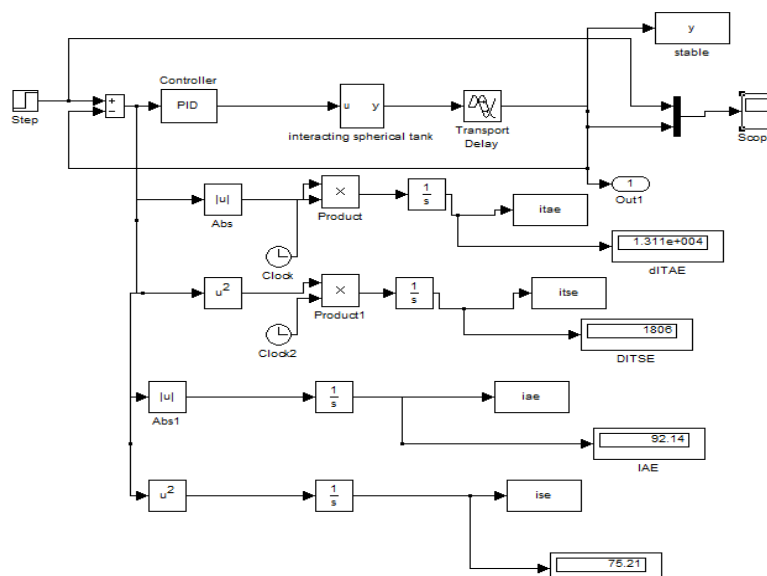 y
stable
Controller
Step
+
−
PID
u y
interacting spherical tank
Transport
Delay
Scop
1
Out1
|u|
Abs
×
Product
1
s
itae
1.311e+004
dITAE
Clock
u²
×
Product1
1
s
itse
1806
DITSE
Clock2
|u|
Abs1
1
s
iae
92.14
IAE
u²
1
s
ise
75.21